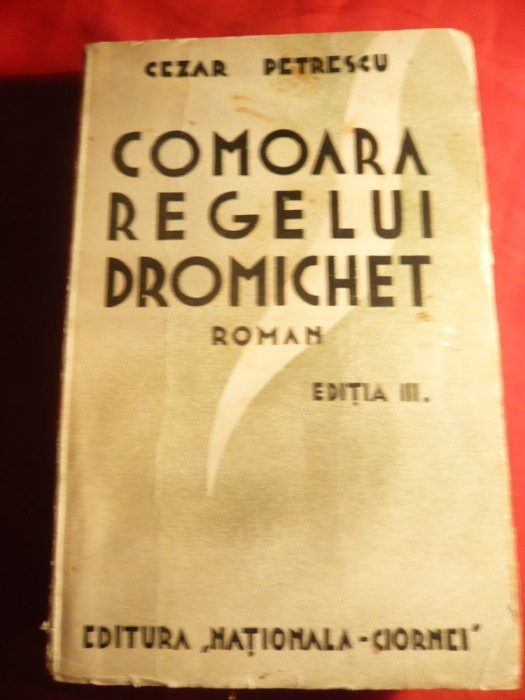 CEZAR PETRESCU
COMOARA
REGELUI
DROMICHET
ROMAN
EDIȚIA III.
EDITURA „NAȚIONALA-CIORNEI"